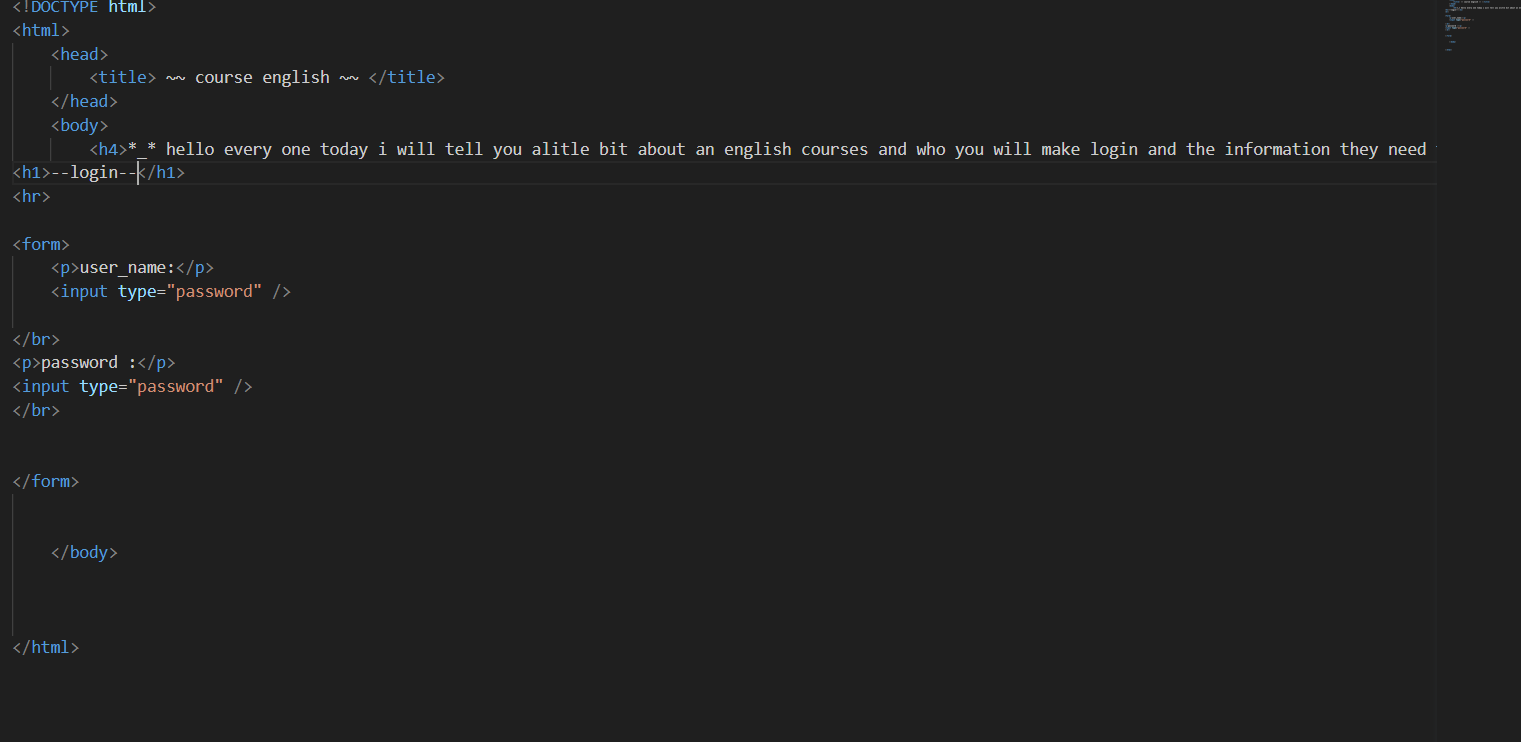 <!DOCTYPE html>
<html>
    <head>
        <title> ~~ course english ~~ </title>
    </head>
    <body>
        <h4>*_* hello every one today i will tell you alitle bit about an english courses and who you will make login and the information they need
<h1>--login--</h1>
<hr>
<form>
    <p>user_name:</p>
    <input type="password" />
</br>
<p>password :</p>
<input type="password" />
</br>
</form>
    </body>
</html>